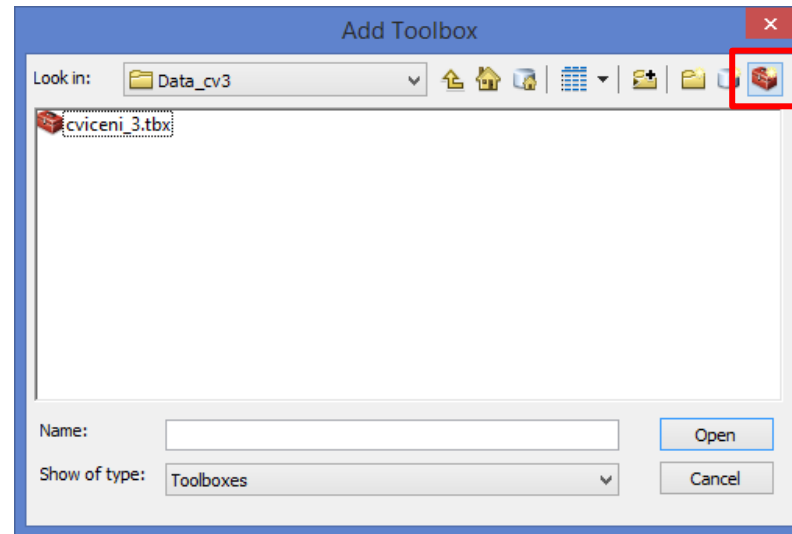 Add Toolbox
Look in: Data_cv3
cviceni_3.tbx
Name:
Open
Show of type: Toolboxes
Cancel